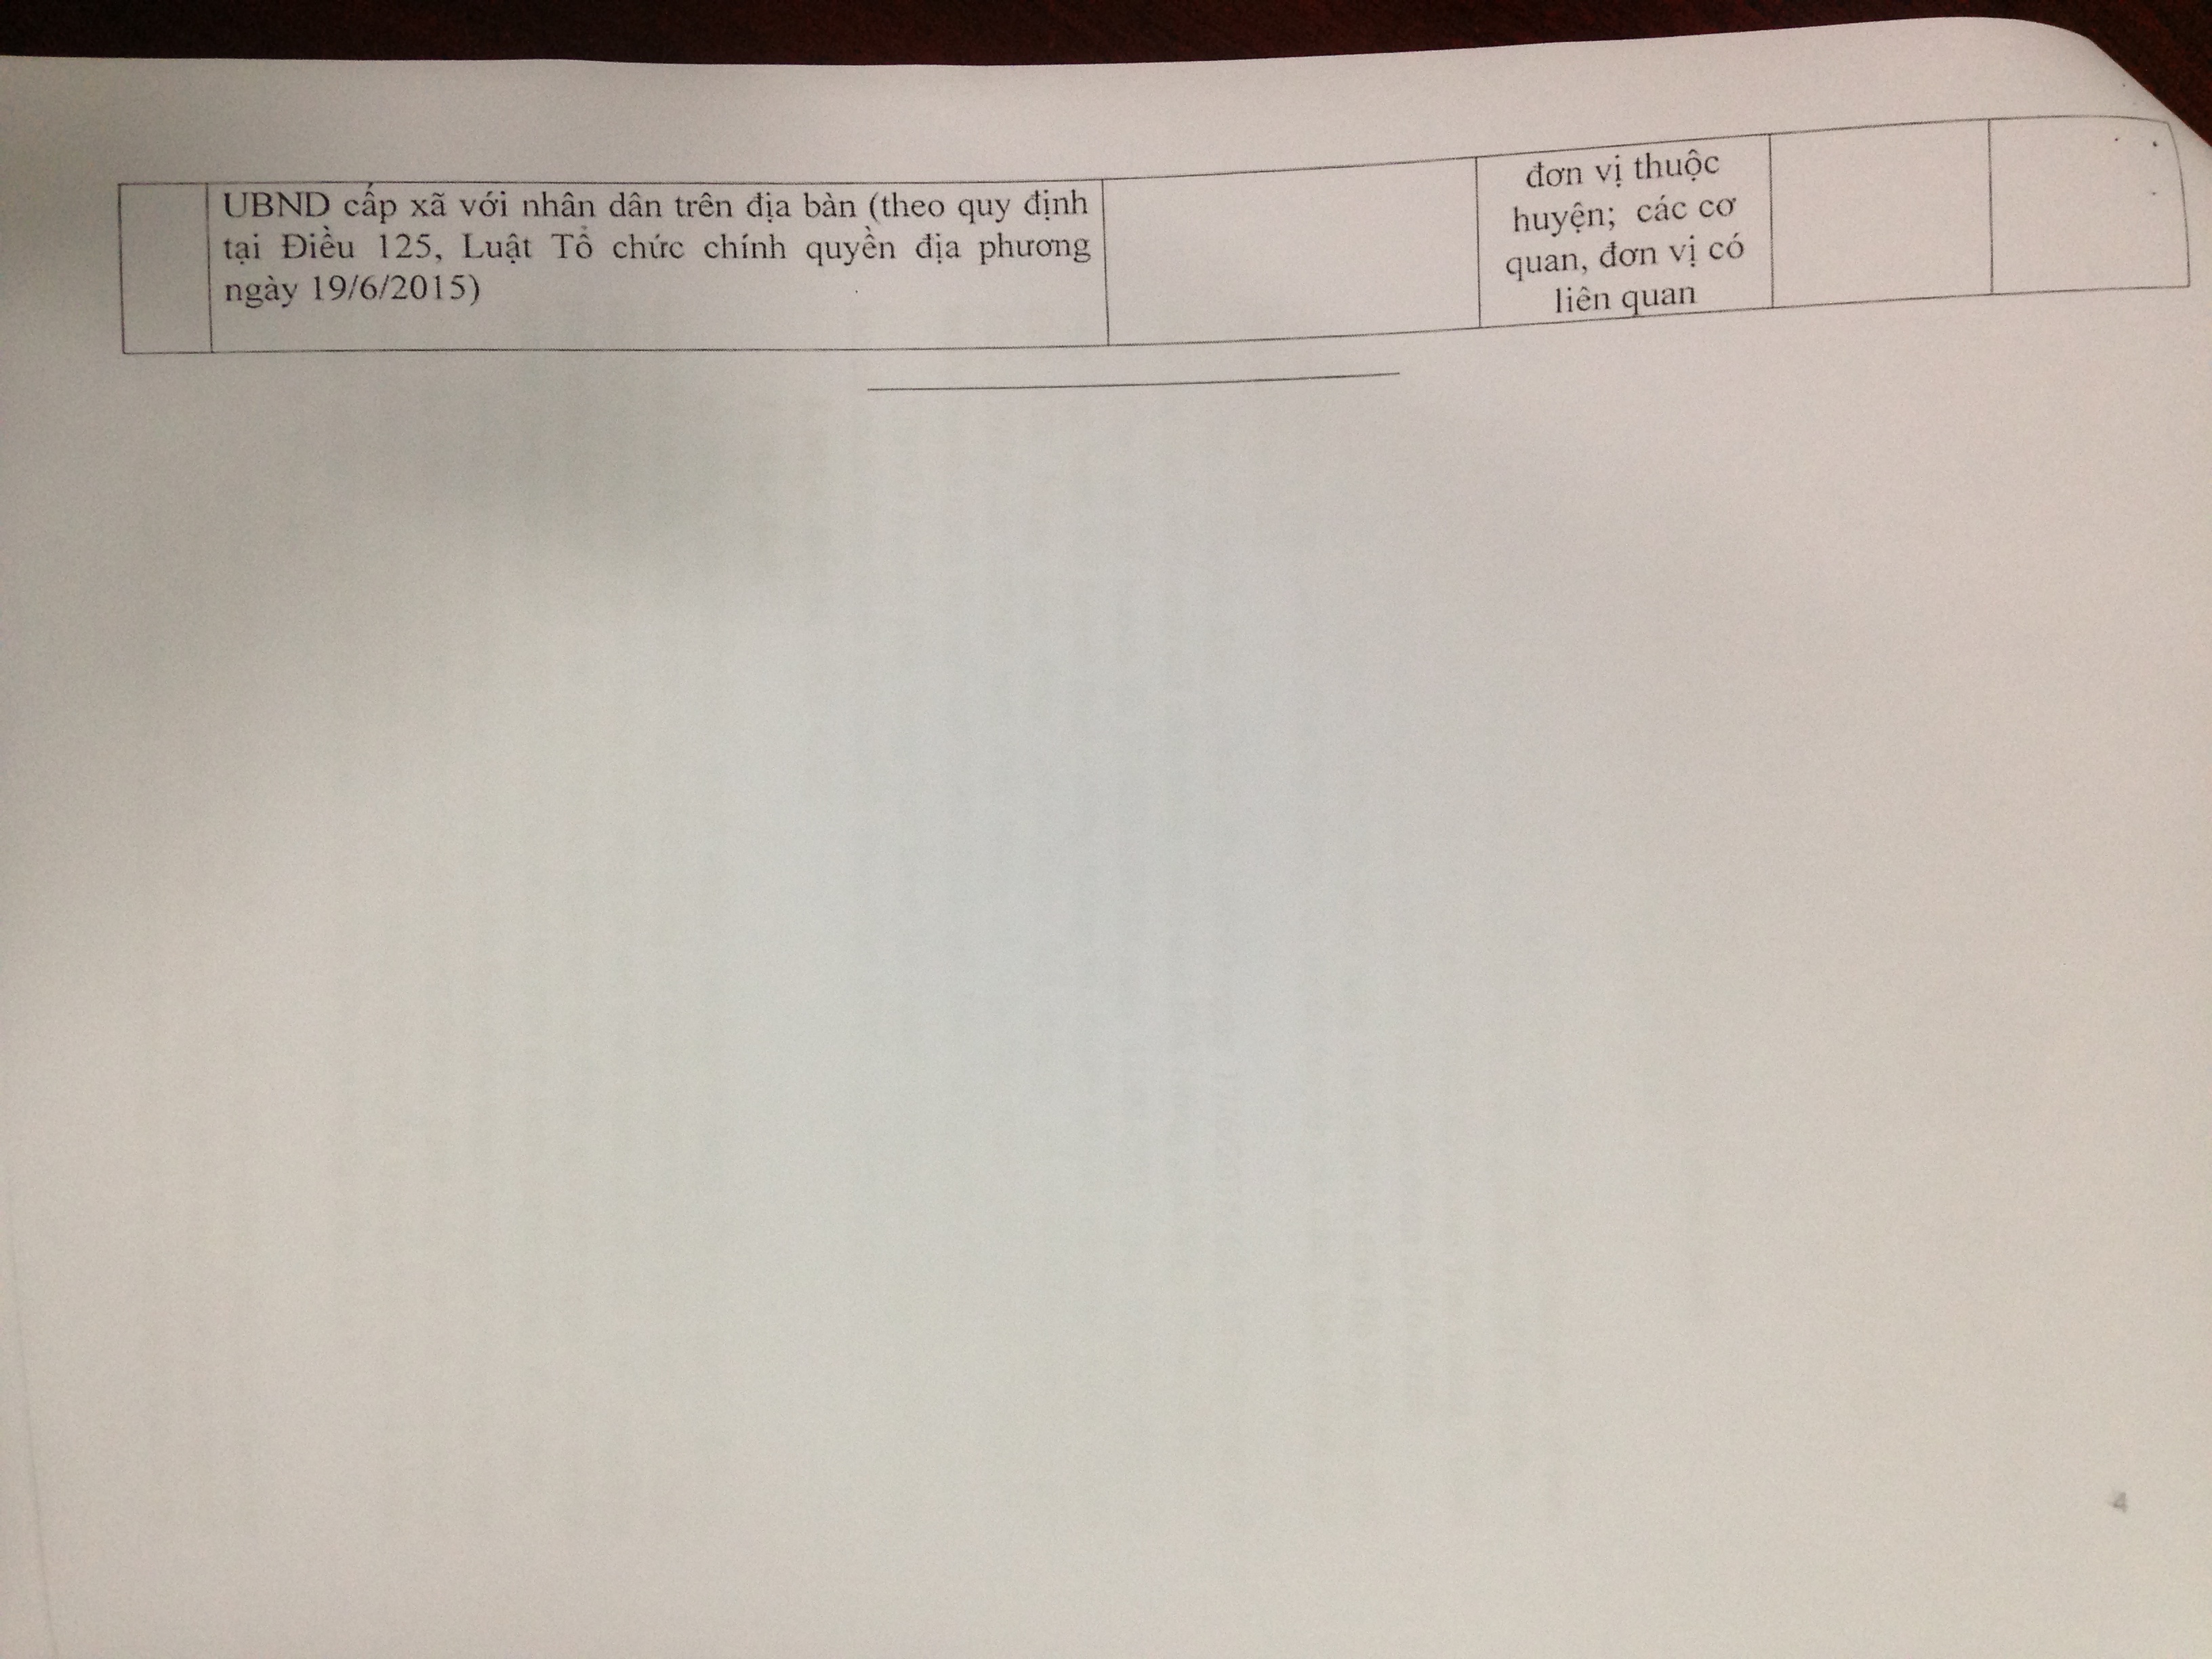 UBND cấp xã với nhân dân trên địa bàn (theo quy định
tại Điều 125, Luật Tổ chức chính quyền địa phương
ngày 19/6/2015)
đơn vị thuộc
huyện; các cơ
quan, đơn vị có
liên quan
4